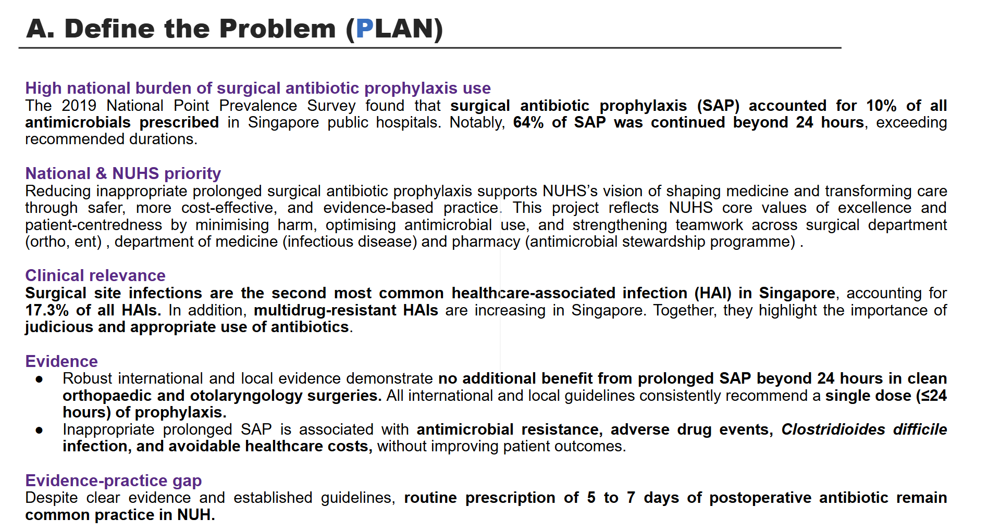 A. Define the Problem (PLAN)
High national burden of surgical antibiotic prophylaxis use
The 2019 National Point Prevalence Survey found that surgical antibiotic prophylaxis (SAP) accounted for 10% of all
antimicrobials prescribed in Singapore public hospitals. Notably, 64% of SAP was continued beyond 24 hours, exceeding
recommended durations.
National & NUHS priority
Reducing inappropriate prolonged surgical antibiotic prophylaxis supports NUHS’s vision of shaping medicine and transforming care
through safer, more cost-effective, and evidence-based practice. This project reflects NUHS core values of excellence and
patient-centredness by minimising harm, optimising antimicrobial use, and strengthening teamwork across surgical department
(ortho, ent) , department of medicine (infectious disease) and pharmacy (antimicrobial stewardship programme) .
Clinical relevance
Surgical site infections are the second most common healthcare-associated infection (HAI) in Singapore, accounting for
17.3% of all HAIs. In addition, multidrug-resistant HAIs are increasing in Singapore. Together, they highlight the importance of
judicious and appropriate use of antibiotics.
Evidence
● Robust international and local evidence demonstrate no additional benefit from prolonged SAP beyond 24 hours in clean
orthopaedic and otolaryngology surgeries. All international and local guidelines consistently recommend a single dose (≤24
hours) of prophylaxis.
● Inappropriate prolonged SAP is associated with antimicrobial resistance, adverse drug events, Clostridioides difficile
infection, and avoidable healthcare costs, without improving patient outcomes.
Evidence-practice gap
Despite clear evidence and established guidelines, routine prescription of 5 to 7 days of postoperative antibiotic remain
common practice in NUH.